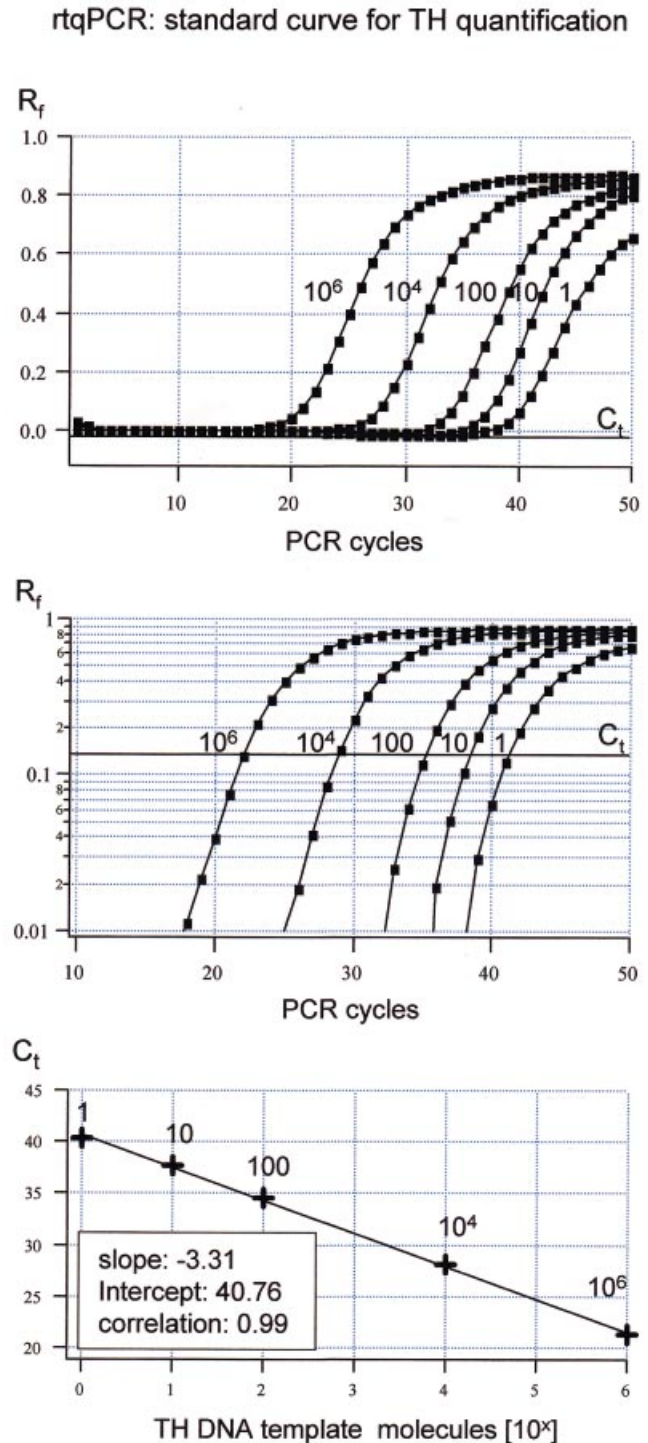 rtqPCR: standard curve for TH quantification
Rf
1.0
0.8
0.6
0.4
0.2
0.0
10⁶ 10⁴ 100 10 1
Ct
10 20 30 40 50
PCR cycles
Rf
1
8
6
4
2
0.1
8
6
4
2
0.01
10⁶ 10⁴ 100 10 1
Ct
10 20 30 40 50
PCR cycles
Ct
45
40
35
30
25
20
1
10
100
10⁴
10⁶
slope: -3.31
Intercept: 40.76
correlation: 0.99
0 1 2 3 4 5 6
TH DNA template molecules [10ˣ]